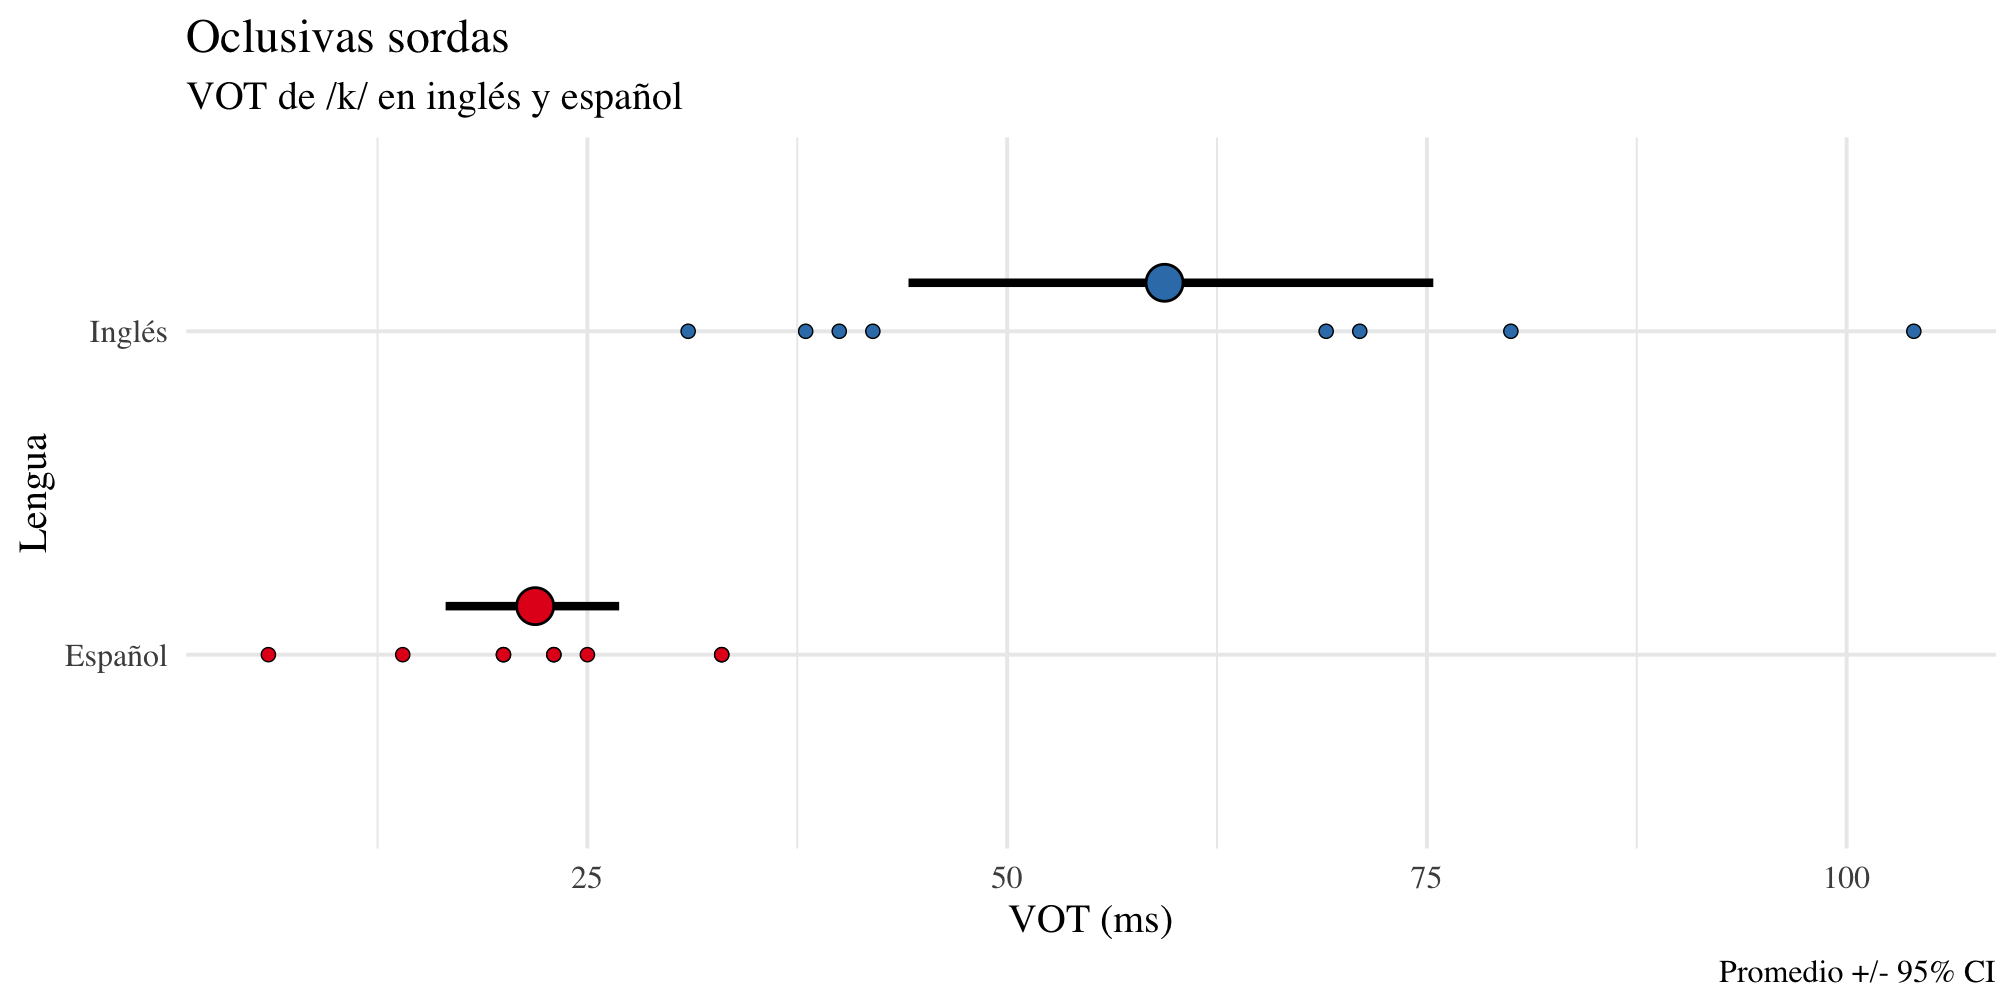 Oclusivas sordas
VOT de /k/ en inglés y español
Inglés
Lengua
Español
25 50 75 100
VOT (ms)
Promedio +/- 95% CI